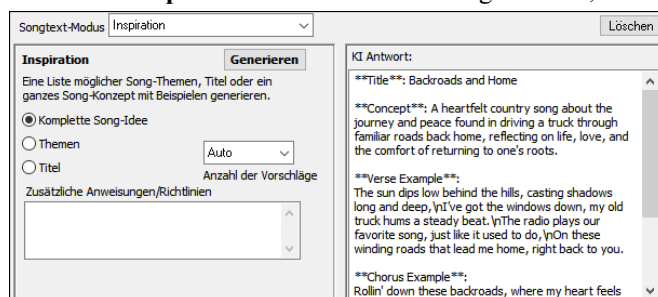 Songtext-Modus Inspiration
Löschen
Inspiration Generieren
Eine Liste möglicher Song-Themen, Titel oder ein
ganzes Song-Konzept mit Beispielen generieren.
Komplette Song-Idee
Themen
Titel
Auto
Anzahl der Vorschläge
Zusätzliche Anweisungen/Richtlinien
KI Antwort:
**Title**: Backroads and Home
**Concept**: A heartfelt country song about the
journey and peace found in driving a truck through
familiar roads back home, reflecting on life, love, and
the comfort of returning to one's roots.
**Verse Example**:
The sun dips low behind the hills, casting shadows
long and deep,\nI've got the windows down, my old
truck hums a steady beat.\nThe radio plays our
favorite song, just like it used to do,\nOn these
winding roads that lead me home, right back to you.
**Chorus Example**:
Rollin' down these backroads, where my heart feels